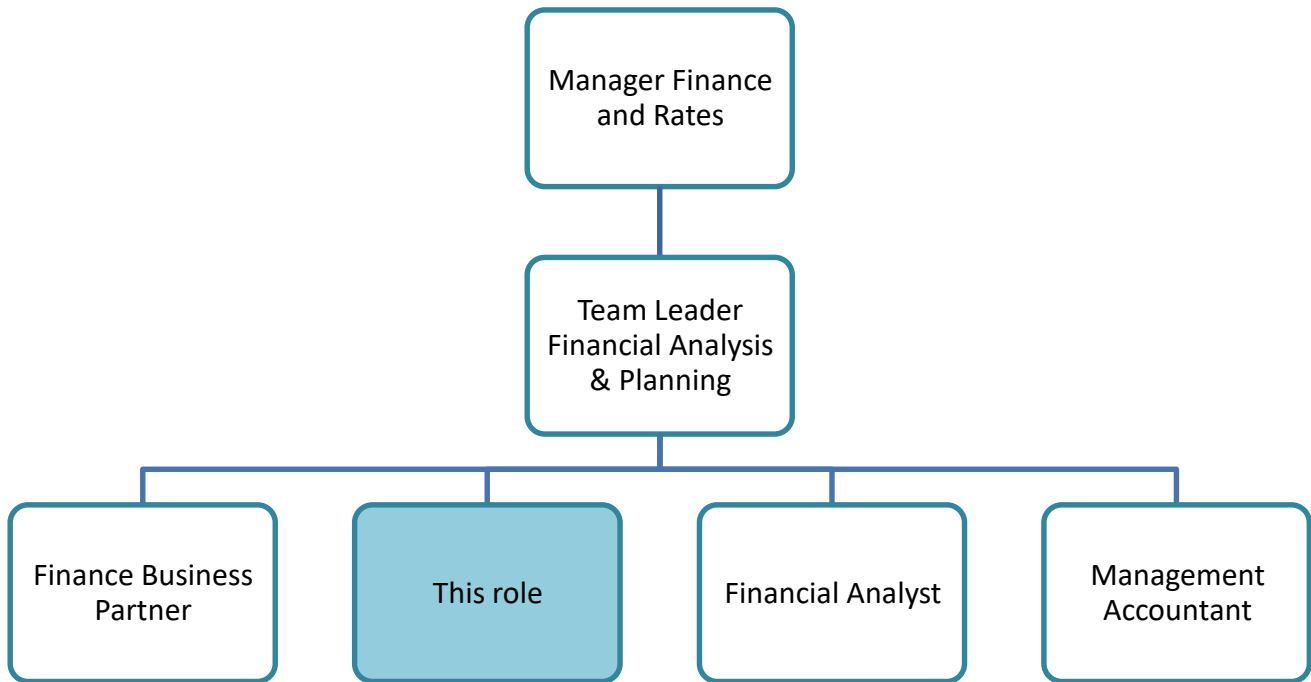 Manager Finance
and Rates
Team Leader
Financial Analysis
& Planning
Finance Business
Partner
This role
Financial Analyst
Management
Accountant